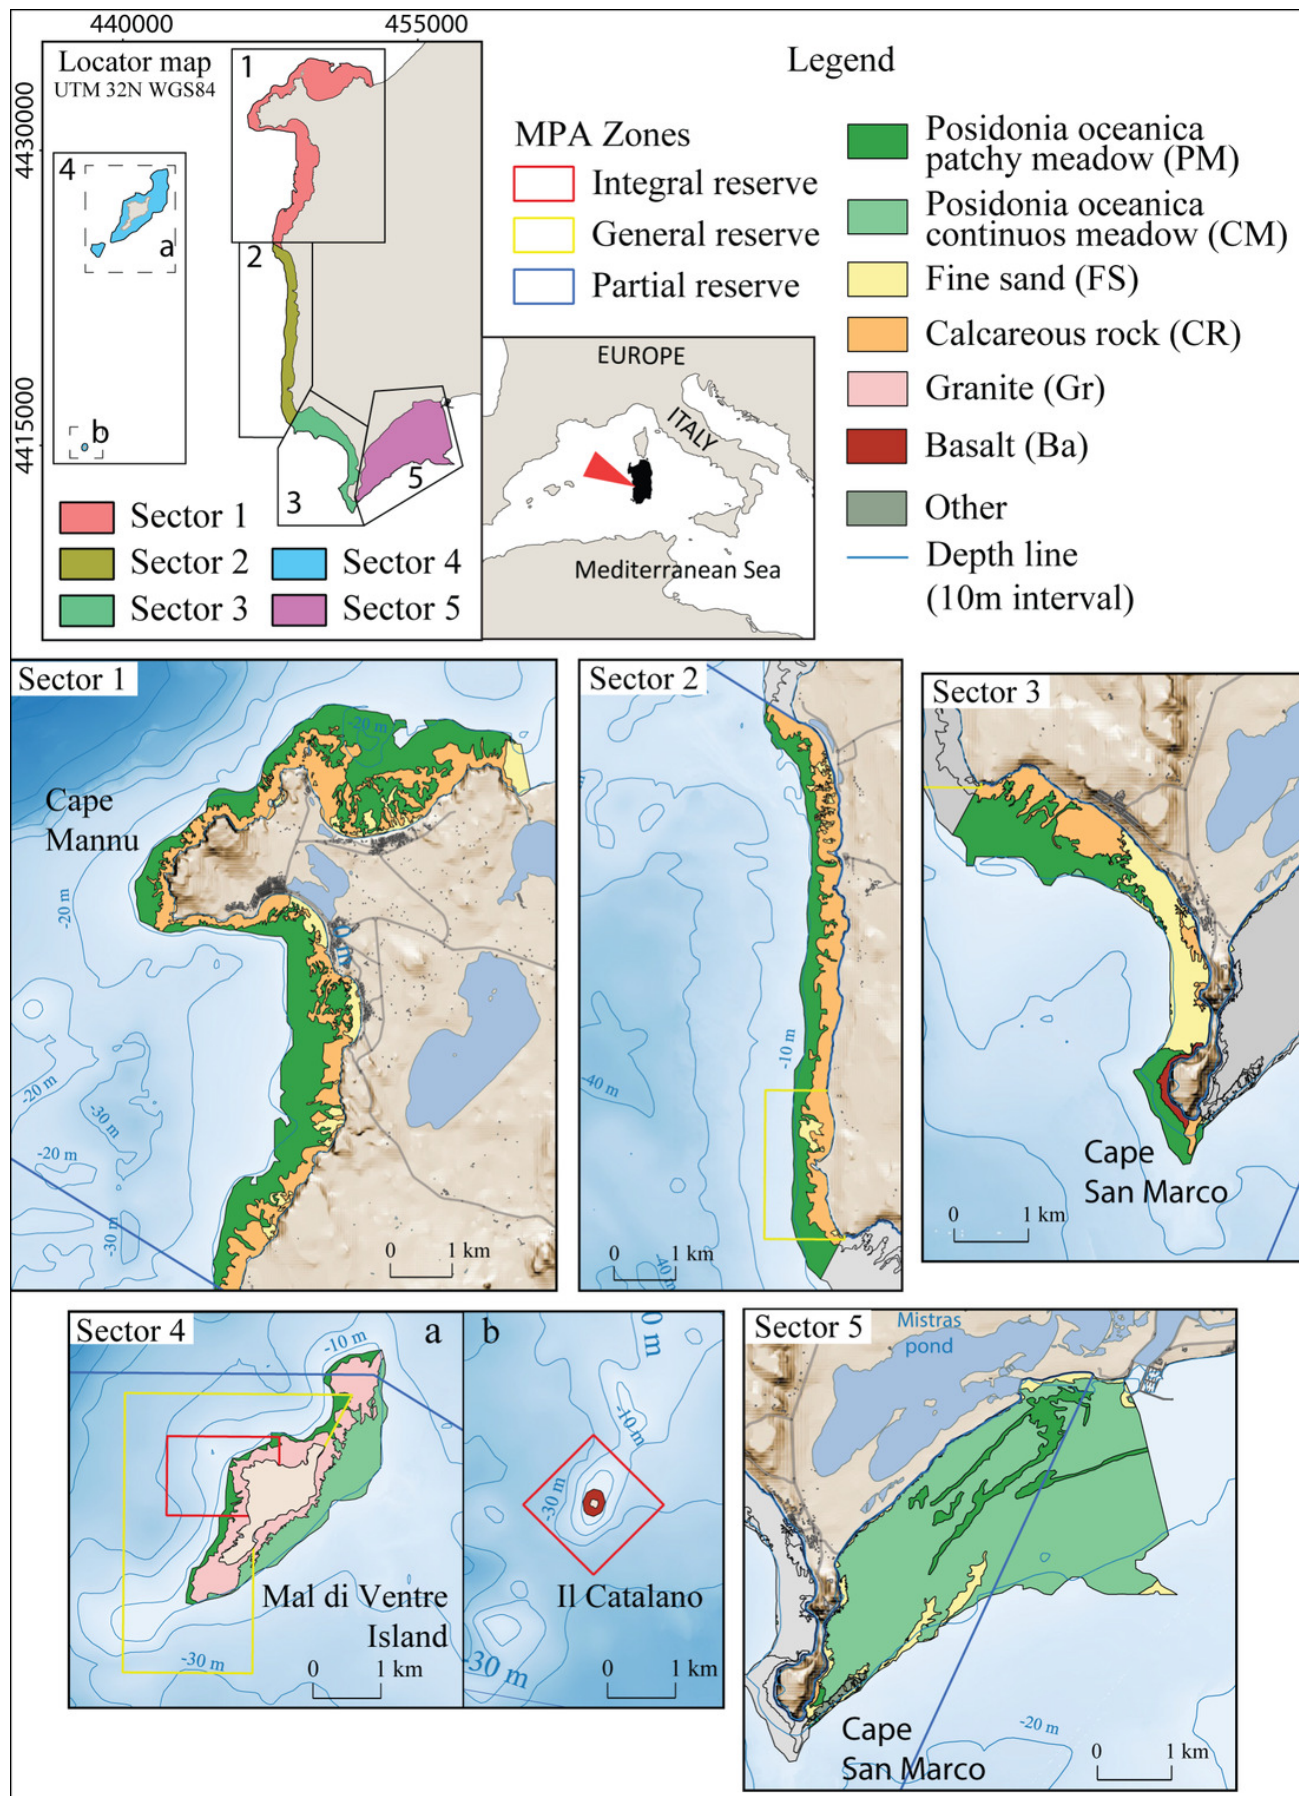 440000
455000
4430000
4415000
Locator map
UTM 32N WGS84
1
2
3
4
5
a
b
Sector 1
Sector 2
Sector 3
Sector 4
Sector 5
MPA Zones
Integral reserve
General reserve
Partial reserve
EUROPE
ITALY
Mediterranean Sea
Legend
Posidonia oceanica
patchy meadow (PM)
Posidonia oceanica
continuos meadow (CM)
Fine sand (FS)
Calcareous rock (CR)
Granite (Gr)
Basalt (Ba)
Other
Depth line
(10m interval)
Sector 1
-20 m
Cape
Mannu
-20 m
0 m
-20 m
-30 m
-20 m
-30 m
0 1 km
Sector 2
-10 m
-40 m
-40 m
0 1 km
Sector 3
Cape
San Marco
0 1 km
Sector 4
a
-10 m
Mal di Ventre
Island
-30 m
0 1 km
b
0 m
-10 m
-30 m
Il Catalano
-30 m
0 1 km
Sector 5
Mistras
pond
Cape
San Marco
-20 m
0 1 km